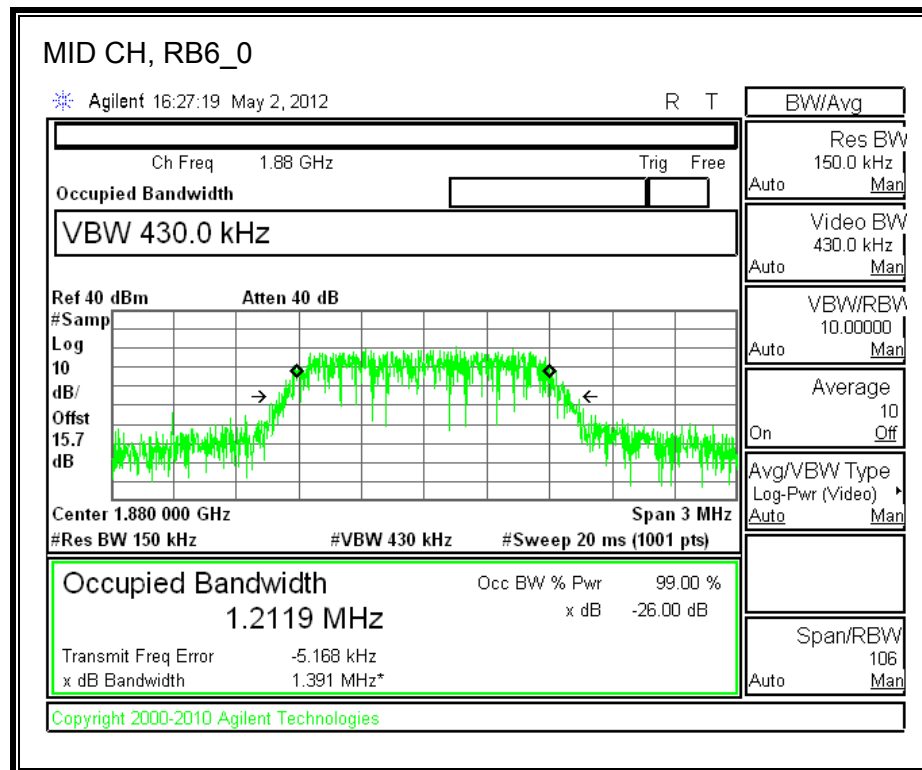 MID CH, RB6_0
Agilent 16:27:19 May 2, 2012 R T
BW/Avg
Ch Freq 1.88 GHz Trig Free
Occupied Bandwidth
VBW 430.0 kHz
Ref 40 dBm Atten 40 dB
#Samp
Log
10
dB/
Offst
15.7
dB
Center 1.880 000 GHz Span 3 MHz
#Res BW 150 kHz #VBW 430 kHz #Sweep 20 ms (1001 pts)
Occupied Bandwidth
1.2119 MHz
Occ BW % Pwr 99.00 %
x dB -26.00 dB
Transmit Freq Error -5.168 kHz
x dB Bandwidth 1.391 MHz*
Copyright 2000-2010 Agilent Technologies
Res BW
150.0 kHz
Auto Man
Video BW
430.0 kHz
Auto Man
VBW/RBW
10.00000
Auto Man
Average
10
On Off
Avg/VBW Type
Log-Pwr (Video)
Auto Man
Span/RBW
106
Auto Man